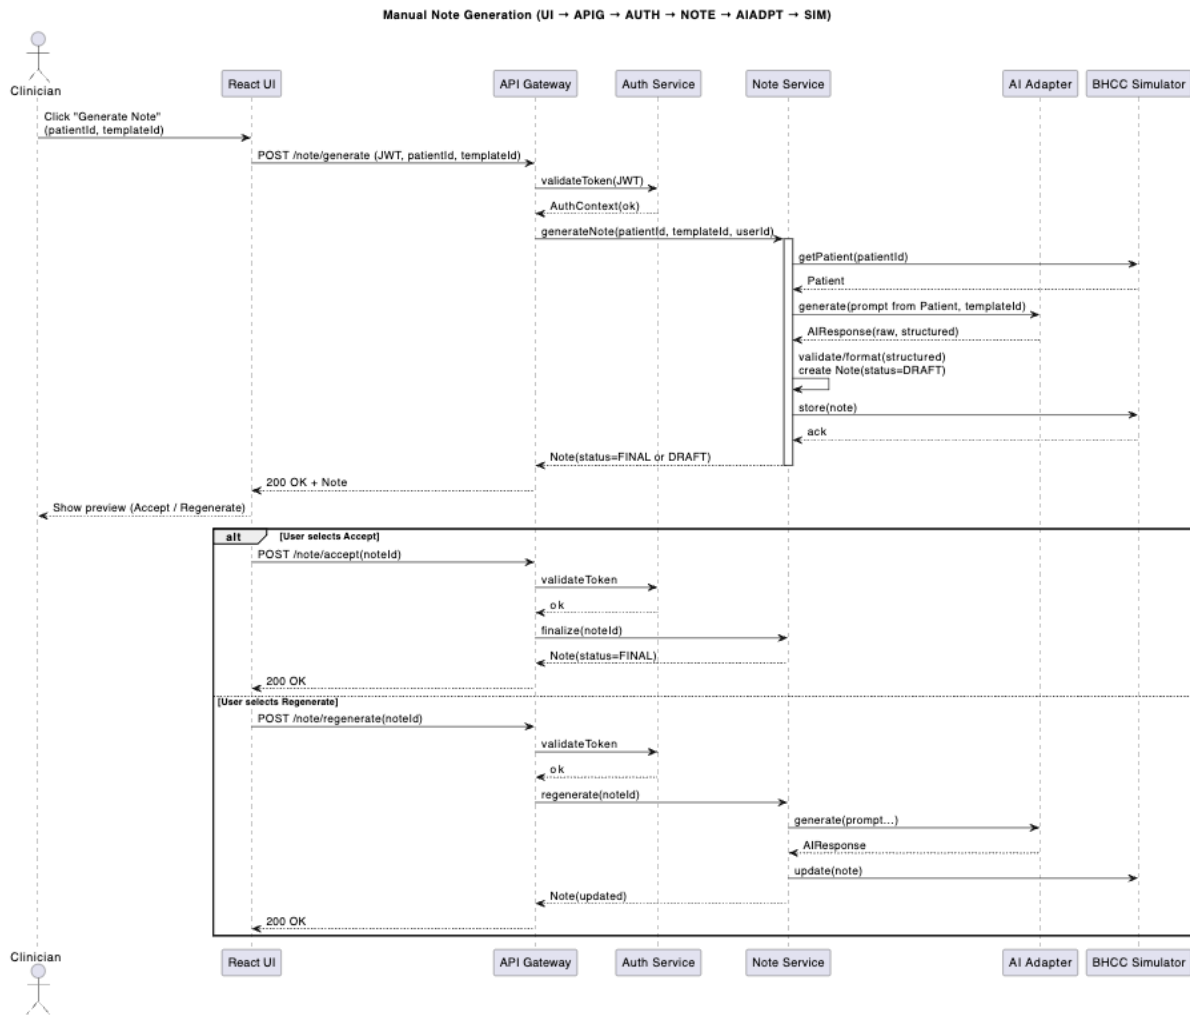 Manual Note Generation (UI → APIG → AUTH → NOTE → AIADPT → SIM)
Clinician
React UI
API Gateway
Auth Service
Note Service
AI Adapter
BHCC Simulator
Click "Generate Note"
(patientId, templateId)
POST /note/generate (JWT, patientId, templateId)
validateToken(JWT)
AuthContext(ok)
generateNote(patientId, templateId, userId)
getPatient(patientId)
Patient
generate(prompt from Patient, templateId)
AIResponse(raw, structured)
validate/format(structured)
create Note(status=DRAFT)
store(note)
ack
Note(status=FINAL or DRAFT)
200 OK + Note
Show preview (Accept / Regenerate)
alt
[User selects Accept]
POST /note/accept(noteId)
validateToken
ok
finalize(noteId)
Note(status=FINAL)
200 OK
[User selects Regenerate]
POST /note/regenerate(noteId)
validateToken
ok
regenerate(noteId)
generate(prompt...)
AIResponse
update(note)
Note(updated)
200 OK
Clinician
React UI
API Gateway
Auth Service
Note Service
AI Adapter
BHCC Simulator